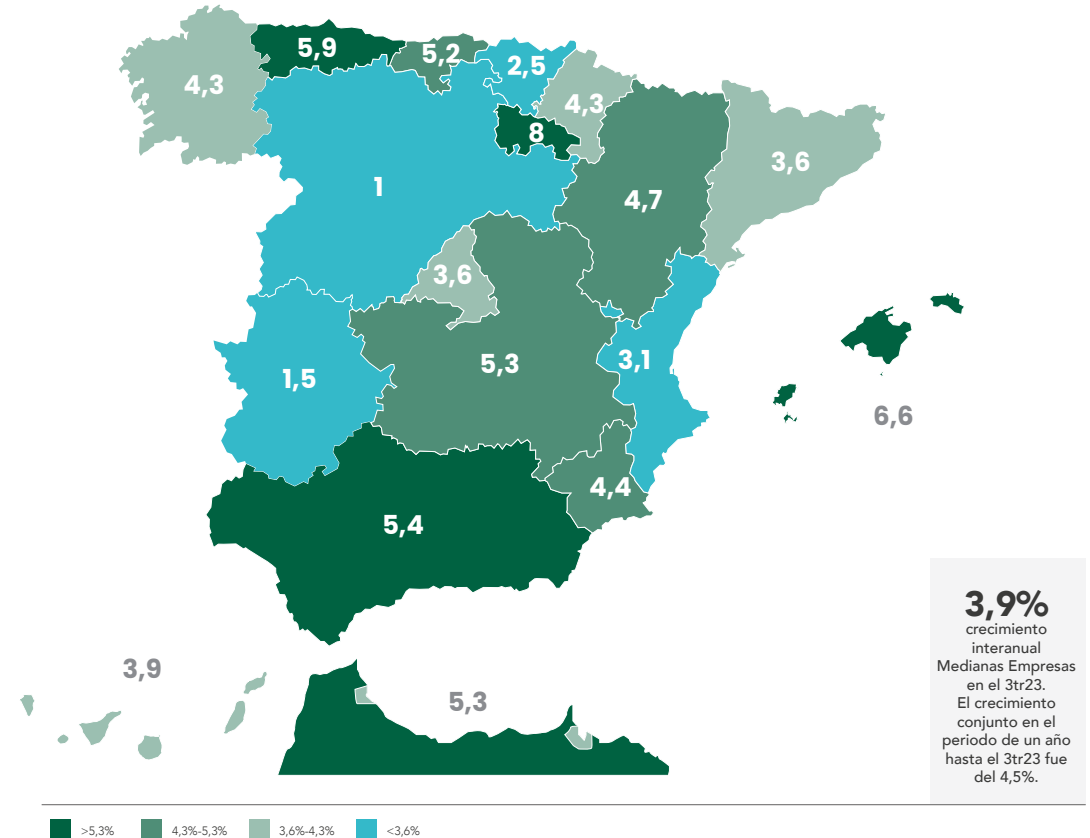 5,9
5,2
2,5
4,3
4,3
8
3,6
1
4,7
3,6
5,3
3,1
1,5
6,6
4,4
5,4
3,9
5,3
3,9%
crecimiento
interanual
Medianas Empresas
en el 3tr23.
El crecimiento
conjunto en el
periodo de un año
hasta el 3tr23 fue
del 4,5%.
>5,3%
4,3%-5,3%
3,6%-4,3%
<3,6%